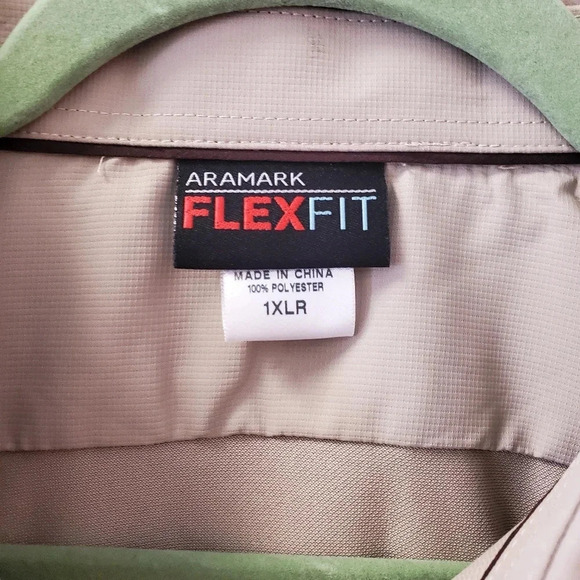 ARAMARK
FLEXFIT
MADE IN CHINA
100% POLYESTER
1XLR